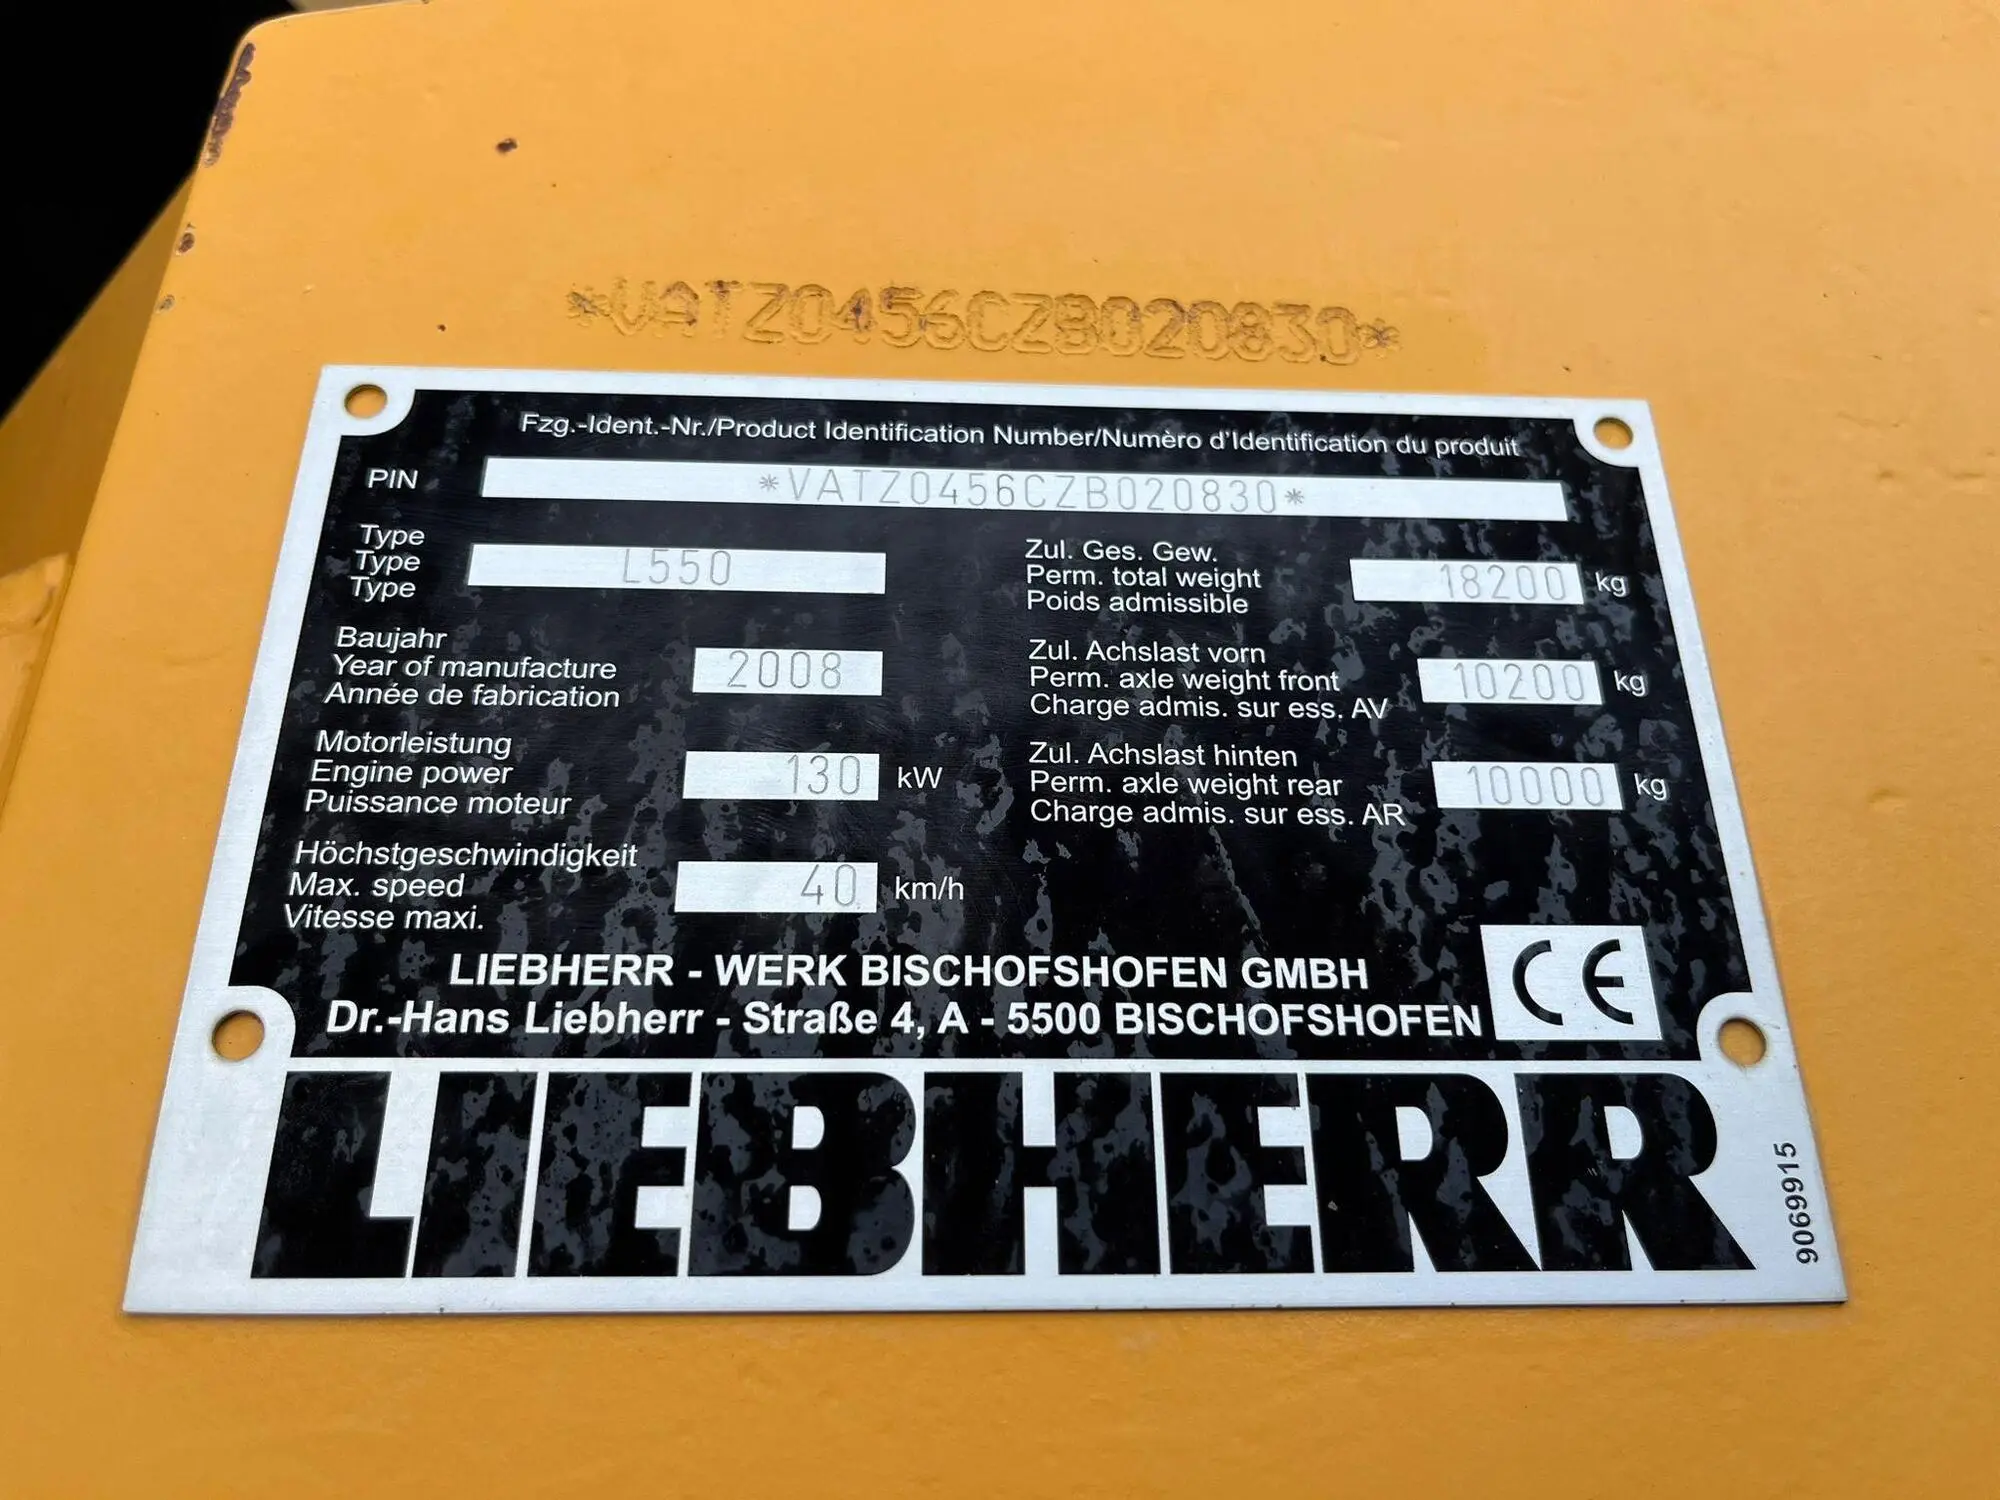 *VATZ0456CZB020830*
Fzg.-Ident.-Nr./Product Identification Number/Numèro d'Identification du produit
PIN *VATZ0456CZB020830*
Type
Type L550
Type
Zul. Ges. Gew.
Perm. total weight 18200 kg
Poids admissible
Baujahr
Year of manufacture 2008
Année de fabrication
Zul. Achslast vorn
Perm. axle weight front 10200 kg
Charge admis. sur ess. AV
Motorleistung
Engine power 130 kW
Puissance moteur
Zul. Achslast hinten
Perm. axle weight rear 10000 kg
Charge admis. sur ess. AR
Höchstgeschwindigkeit
Max. speed 40 km/h
Vitesse maxi.
LIEBHERR - WERK BISCHOFSHOFEN GMBH
Dr.-Hans Liebherr - Straße 4, A - 5500 BISCHOFSHOFEN
CE
LIEBHERR
9069915